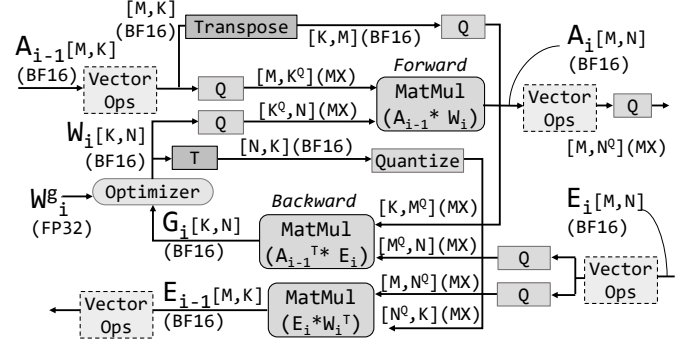 [M,K]
(BF16)
Transpose
[K,M](BF16)
Q
A_{i-1}[M,K]
(BF16)
Vector
Ops
Q
[M,K^Q](MX)
Forward
MatMul
(A_{i-1}* W_i)
A_i[M,N]
(BF16)
Vector
Ops
Q
[M,N^Q](MX)
Q
[K^Q,N](MX)
W_i[K,N]
(BF16)
T
[N,K](BF16)
Quantize
W^g_i
(FP32)
Optimizer
Backward
[K,M^Q](MX)
E_i[M,N]
(BF16)
G_i[K,N]
(BF16)
MatMul
(A_{i-1}^T* E_i)
[M^Q,N](MX)
Q
Vector
Ops
[M,N^Q](MX)
Q
Vector
Ops
E_{i-1}[M,K]
(BF16)
MatMul
(E_i*W_i^T)
[N^Q,K](MX)